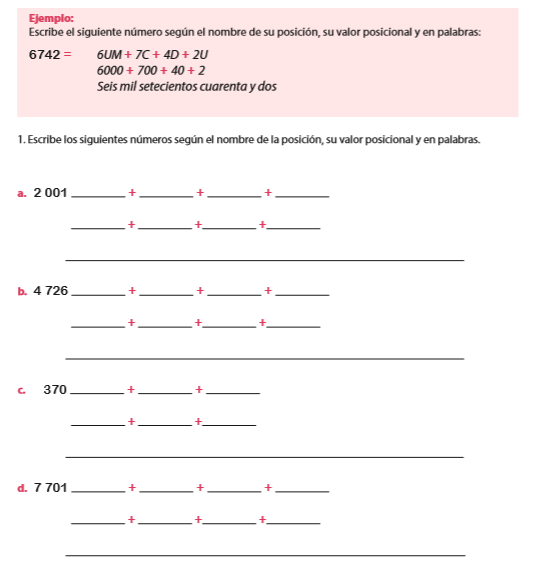 Ejemplo:
Escribe el siguiente número según el nombre de su posición, su valor posicional y en palabras:
6742 = 6UM + 7C + 4D + 2U
6000 + 700 + 40 + 2
Seis mil setecientos cuarenta y dos
1. Escribe los siguientes números según el nombre de la posición, su valor posicional y en palabras.
a. 2 001 ________ + ________ + ________ + ________
________ + ________ + ________ + ________
________________________________
b. 4 726 ________ + ________ + ________ + ________
________ + ________ + ________ + ________
________________________________
c. 370 ________ + ________ + ________
________ + ________ + ________
________________________________
d. 7 701 ________ + ________ + ________ + ________
________ + ________ + ________ + ________
________________________________